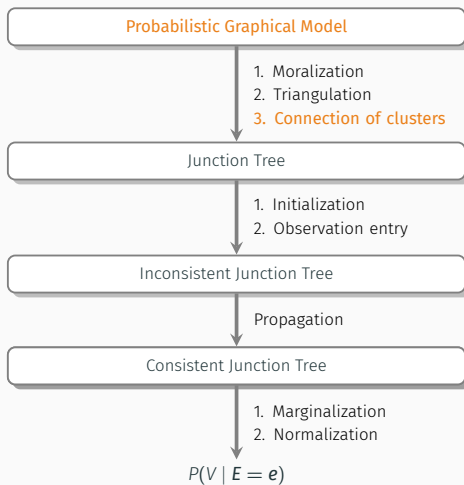 Probabilistic Graphical Model
1. Moralization
2. Triangulation
3. Connection of clusters
Junction Tree
1. Initialization
2. Observation entry
Inconsistent Junction Tree
Propagation
Consistent Junction Tree
1. Marginalization
2. Normalization
P(V | E = e)